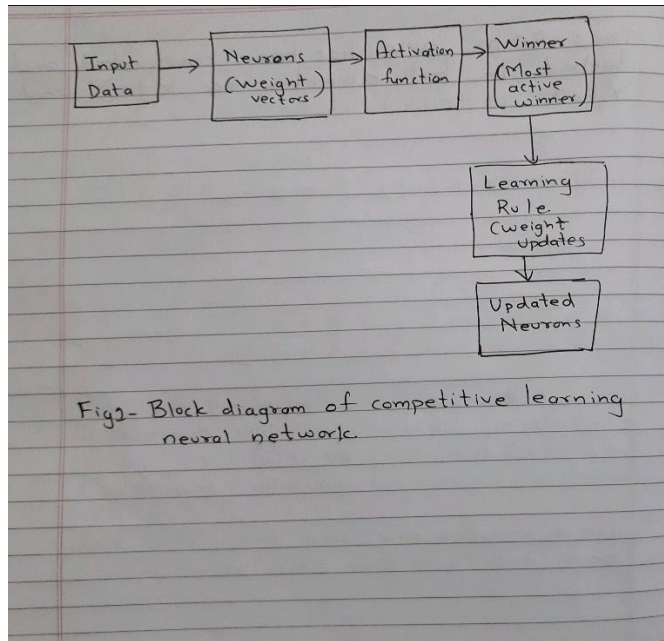 Input
Data
Neurons
(Weight
vectors)
Activation
function
Winner
(Most
active
winner)
Learning
Rule
(weight
updates
Updated
Neurons
Fig2- Block diagram of competitive learning
neural network